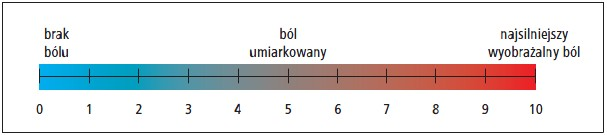 brak
bólu
ból
umiarkowany
najsilniejszy
wyobrażalny ból
0 1 2 3 4 5 6 7 8 9 10